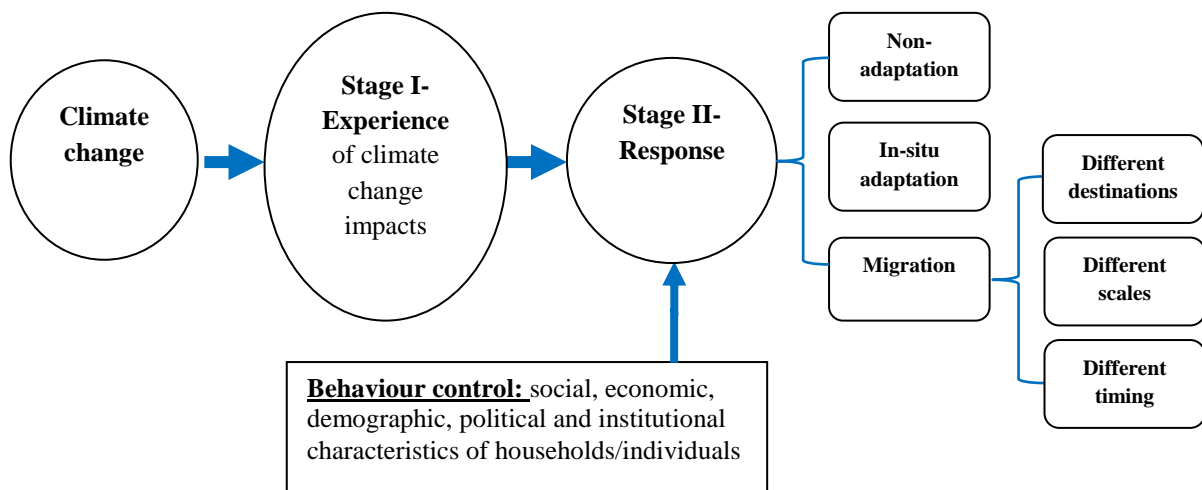 Climate
change
Stage I-
Experience
of climate
change
impacts
Stage II-
Response
Non-
adaptation
In-situ
adaptation
Migration
Different
destinations
Different
scales
Different
timing
Behaviour control: social, economic,
demographic, political and institutional
characteristics of households/individuals